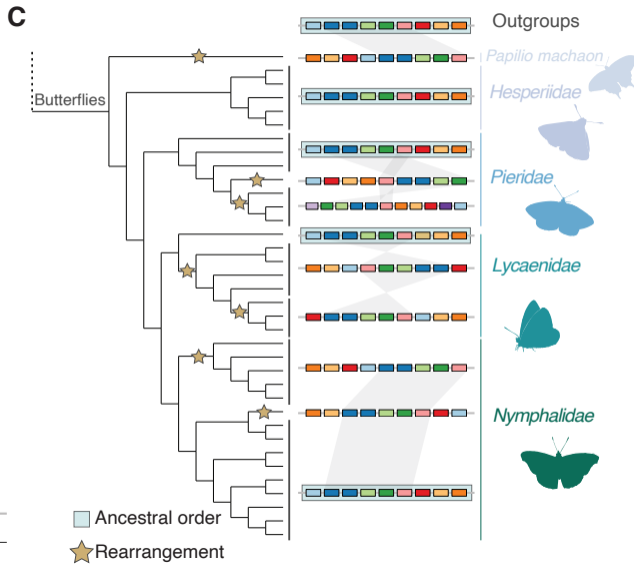 C
Outgroups
Papilio machaon
Butterflies
Hesperiidae
Pieridae
Lycaenidae
Nymphalidae
Ancestral order
Rearrangement